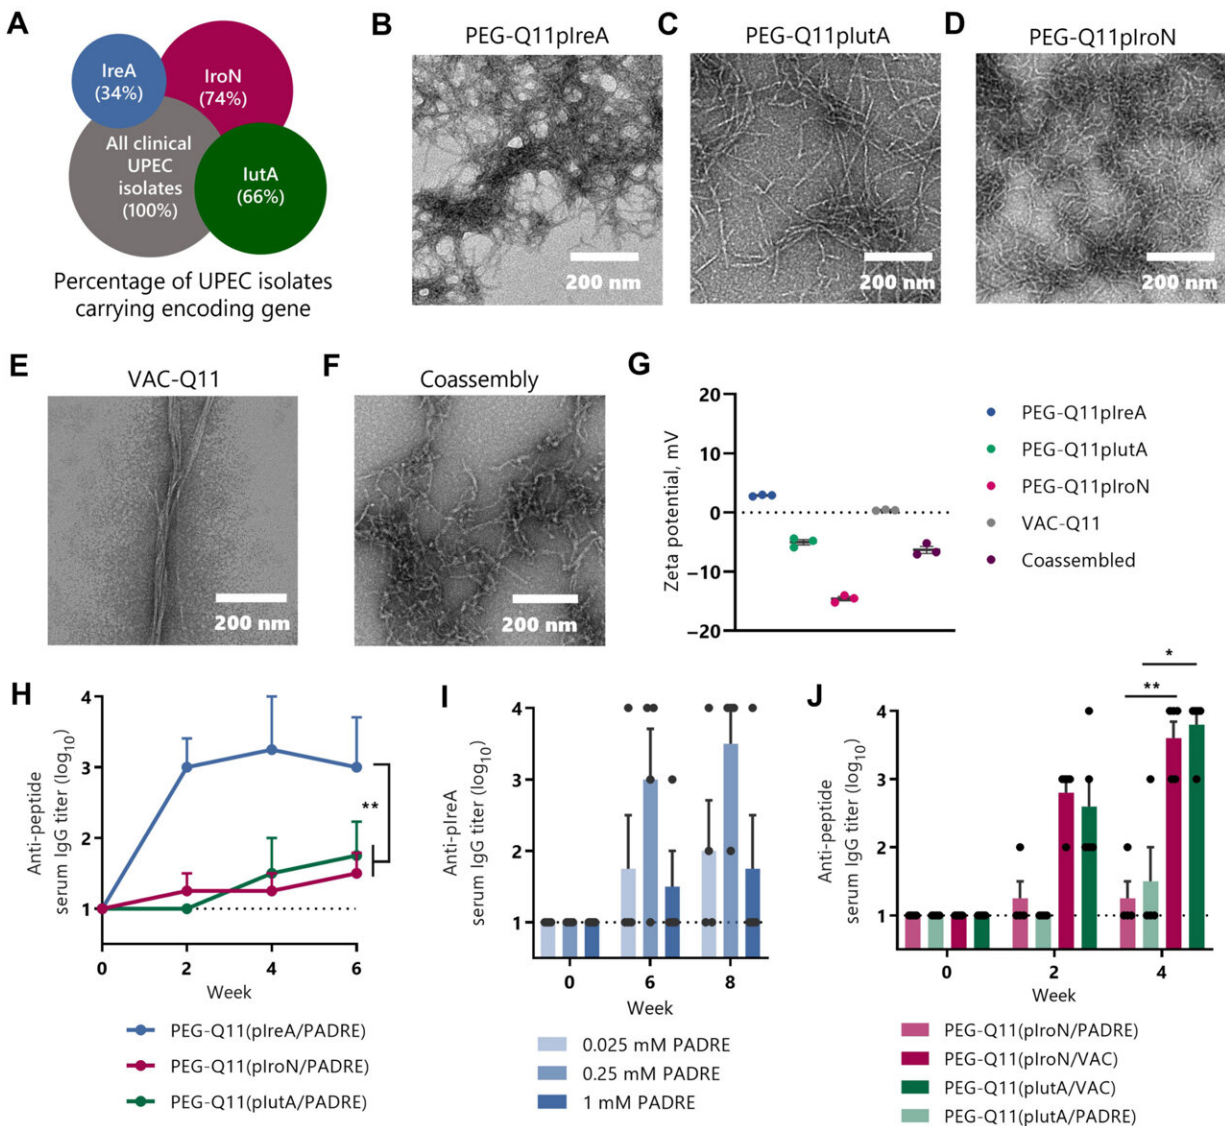 A
IreA
(34%)
IroN
(74%)
All clinical
UPEC
isolates
(100%)
IutA
(66%)
Percentage of UPEC isolates
carrying encoding gene
B
PEG-Q11pIreA
200 nm
C
PEG-Q11pIutA
200 nm
D
PEG-Q11pIroN
200 nm
E
VAC-Q11
200 nm
F
Coassembly
200 nm
G
Zeta potential, mV
20
10
0
−10
−20
PEG-Q11pIreA
PEG-Q11pIutA
PEG-Q11pIroN
VAC-Q11
Coassembled
H
Anti-peptide
serum IgG titer (log10)
4
3
2
1
**
0 2 4 6
Week
PEG-Q11(pIreA/PADRE)
PEG-Q11(pIroN/PADRE)
PEG-Q11(pIutA/PADRE)
I
Anti-pIreA
serum IgG titer (log10)
4
3
2
1
0 6 8
Week
0.025 mM PADRE
0.25 mM PADRE
1 mM PADRE
J
Anti-peptide
serum IgG titer (log10)
4
3
2
1
*
**
0 2 4
Week
PEG-Q11(pIroN/PADRE)
PEG-Q11(pIroN/VAC)
PEG-Q11(pIutA/VAC)
PEG-Q11(pIutA/PADRE)